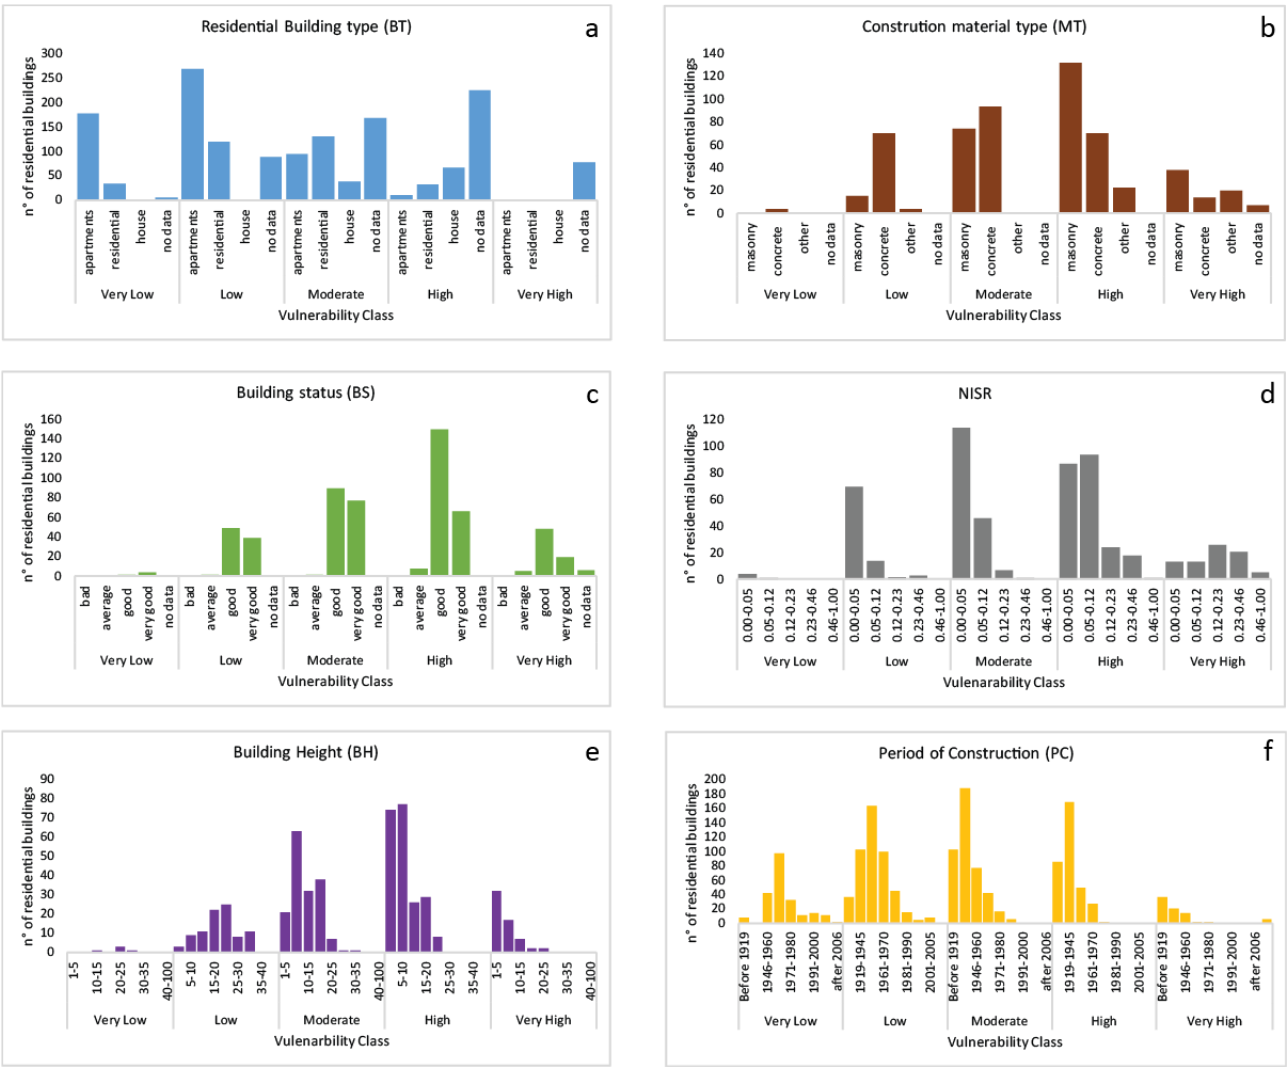 Residential Building type (BT)
a
n° of residential buildings
300
250
200
150
100
50
0
apartments
residential
house
no data
apartments
residential
house
no data
apartments
residential
house
no data
apartments
residential
house
no data
apartments
residential
house
no data
Very Low
Low
Moderate
High
Very High
Vulnerability Class
Constrution material type (MT)
b
n° of residential buildings
140
120
100
80
60
40
20
0
masonry
concrete
other
no data
masonry
concrete
other
no data
masonry
concrete
other
no data
masonry
concrete
other
no data
masonry
concrete
other
no data
Very Low
Low
Moderate
High
Very High
Vulnerability Class
Building status (BS)
c
n° of residential buildings
160
140
120
100
80
60
40
20
0
bad
average
good
very good
no data
bad
average
good
very good
no data
bad
average
good
very good
no data
bad
average
good
very good
no data
bad
average
good
very good
no data
Very Low
Low
Moderate
High
Very High
Vulnerability Class
NISR
d
n° of residential buildings
120
100
80
60
40
20
0
0.00-0.05
0.05-0.12
0.12-0.23
0.23-0.46
0.46-1.00
0.00-0.05
0.05-0.12
0.12-0.23
0.23-0.46
0.46-1.00
0.00-0.05
0.05-0.12
0.12-0.23
0.23-0.46
0.46-1.00
0.00-0.05
0.05-0.12
0.12-0.23
0.23-0.46
0.46-1.00
0.00-0.05
0.05-0.12
0.12-0.23
0.23-0.46
0.46-1.00
Very Low
Low
Moderate
High
Very High
Vulenarability Class
Building Height (BH)
e
n° of residential buildings
90
80
70
60
50
40
30
20
10
0
1-5
10-15
20-25
30-35
40-100
5-10
15-20
25-30
35-40
1-5
10-15
20-25
30-35
40-100
5-10
15-20
25-30
35-40
1-5
10-15
20-25
30-35
40-100
Very Low
Low
Moderate
High
Very High
Vulenarbility Class
Period of Construction (PC)
f
n° of residential buildings
200
180
160
140
120
100
80
60
40
20
0
Before 1919
1946-1960
1971-1980
1991-2000
after 2006
1919-1945
1961-1970
1981-1990
2001-2005
Before 1919
1946-1960
1971-1980
1991-2000
after 2006
1919-1945
1961-1970
1981-1990
2001-2005
Before 1919
1946-1960
1971-1980
1991-2000
after 2006
Very Low
Low
Moderate
High
Very High
Vulnerability Class